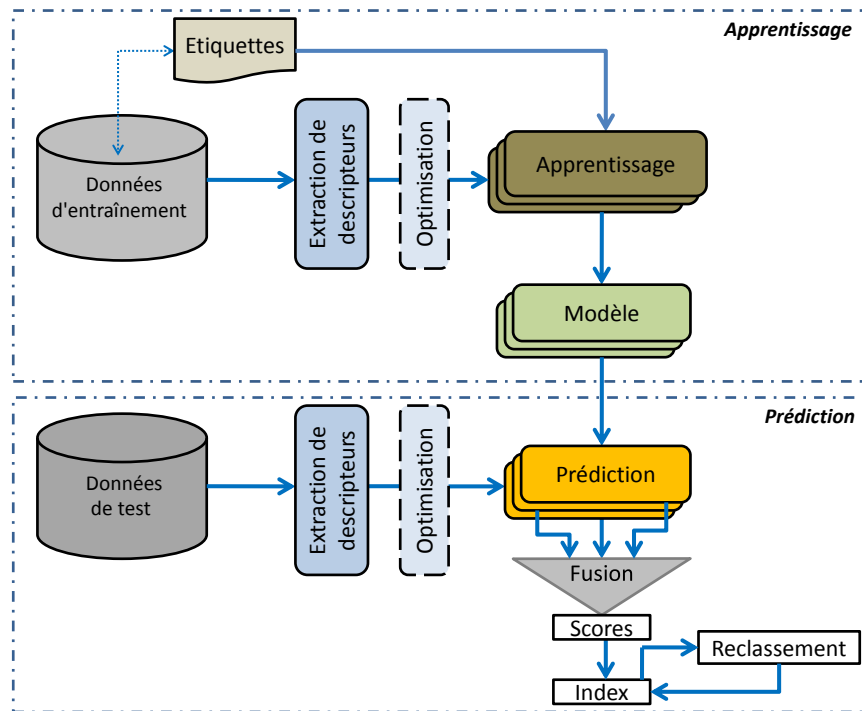 Apprentissage
Etiquettes
Données
d'entraînement
Extraction de
descripteurs
Optimisation
Apprentissage
Modèle
Prédiction
Données
de test
Extraction de
descripteurs
Optimisation
Prédiction
Fusion
Scores
Reclassement
Index